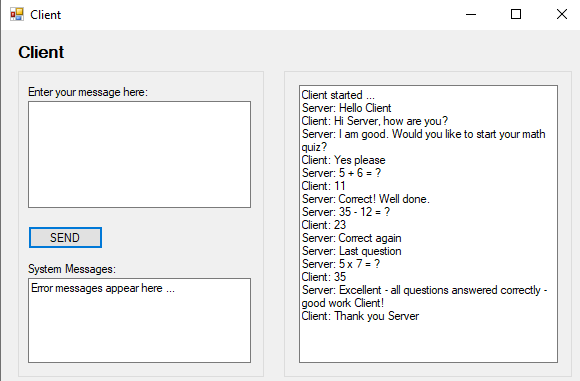 Client
Client
Enter your message here:
SEND
System Messages:
Error messages appear here ...
Client started ...
Server: Hello Client
Client: Hi Server, how are you?
Server: I am good. Would you like to start your math
quiz?
Client: Yes please
Server: 5 + 6 = ?
Client: 11
Server: Correct! Well done.
Server: 35 - 12 = ?
Client: 23
Server: Correct again
Server: Last question
Server: 5 x 7 = ?
Client: 35
Server: Excellent - all questions answered correctly -
good work Client!
Client: Thank you Server